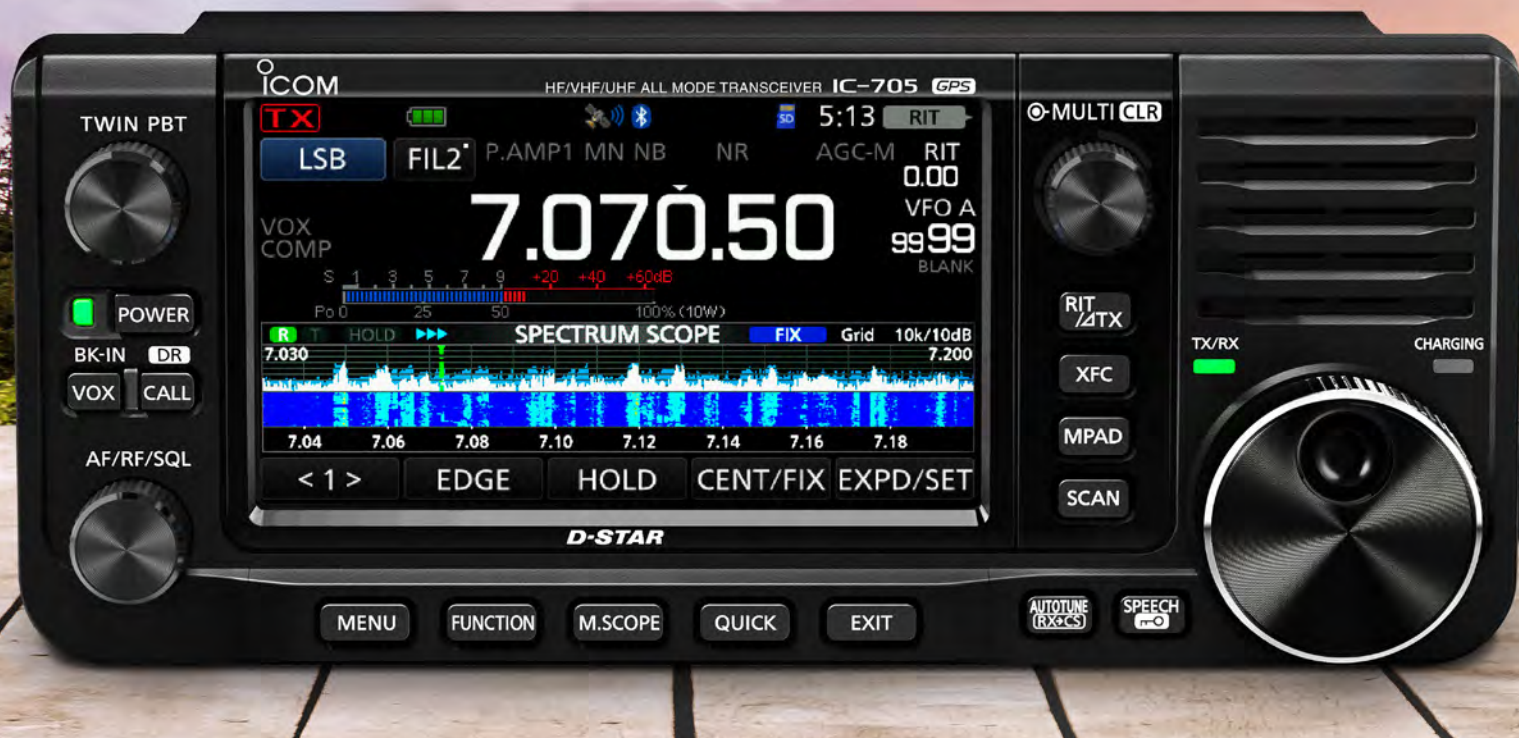 ICOM
HF/VHF/UHF ALL MODE TRANSCEIVER IC-705 GPS
TWIN PBT
POWER
BK-IN DR
VOX CALL
AF/RF/SQL
TX SD 5:13 RIT
LSB FIL2 P.AMP1 MN NB NR AGC-M RIT
0.00
VOX
COMP
7.070.50
VFO A
99 99
BLANK
S 1 3 5 7 9 +20 +40 +60dB
Po 0 25 50 100% (10W)
R T HOLD SPECTRUM SCOPE FIX Grid 10k/10dB
7.030 7.200
7.04 7.06 7.08 7.10 7.12 7.14 7.16 7.18
< 1 > EDGE HOLD CENT/FIX EXPD/SET
D-STAR
MENU FUNCTION M.SCOPE QUICK EXIT
MULTI CLR
RIT
/⊿TX
XFC
MPAD
SCAN
TX/RX CHARGING
AUTOTUNE
RX→CS
SPEECH